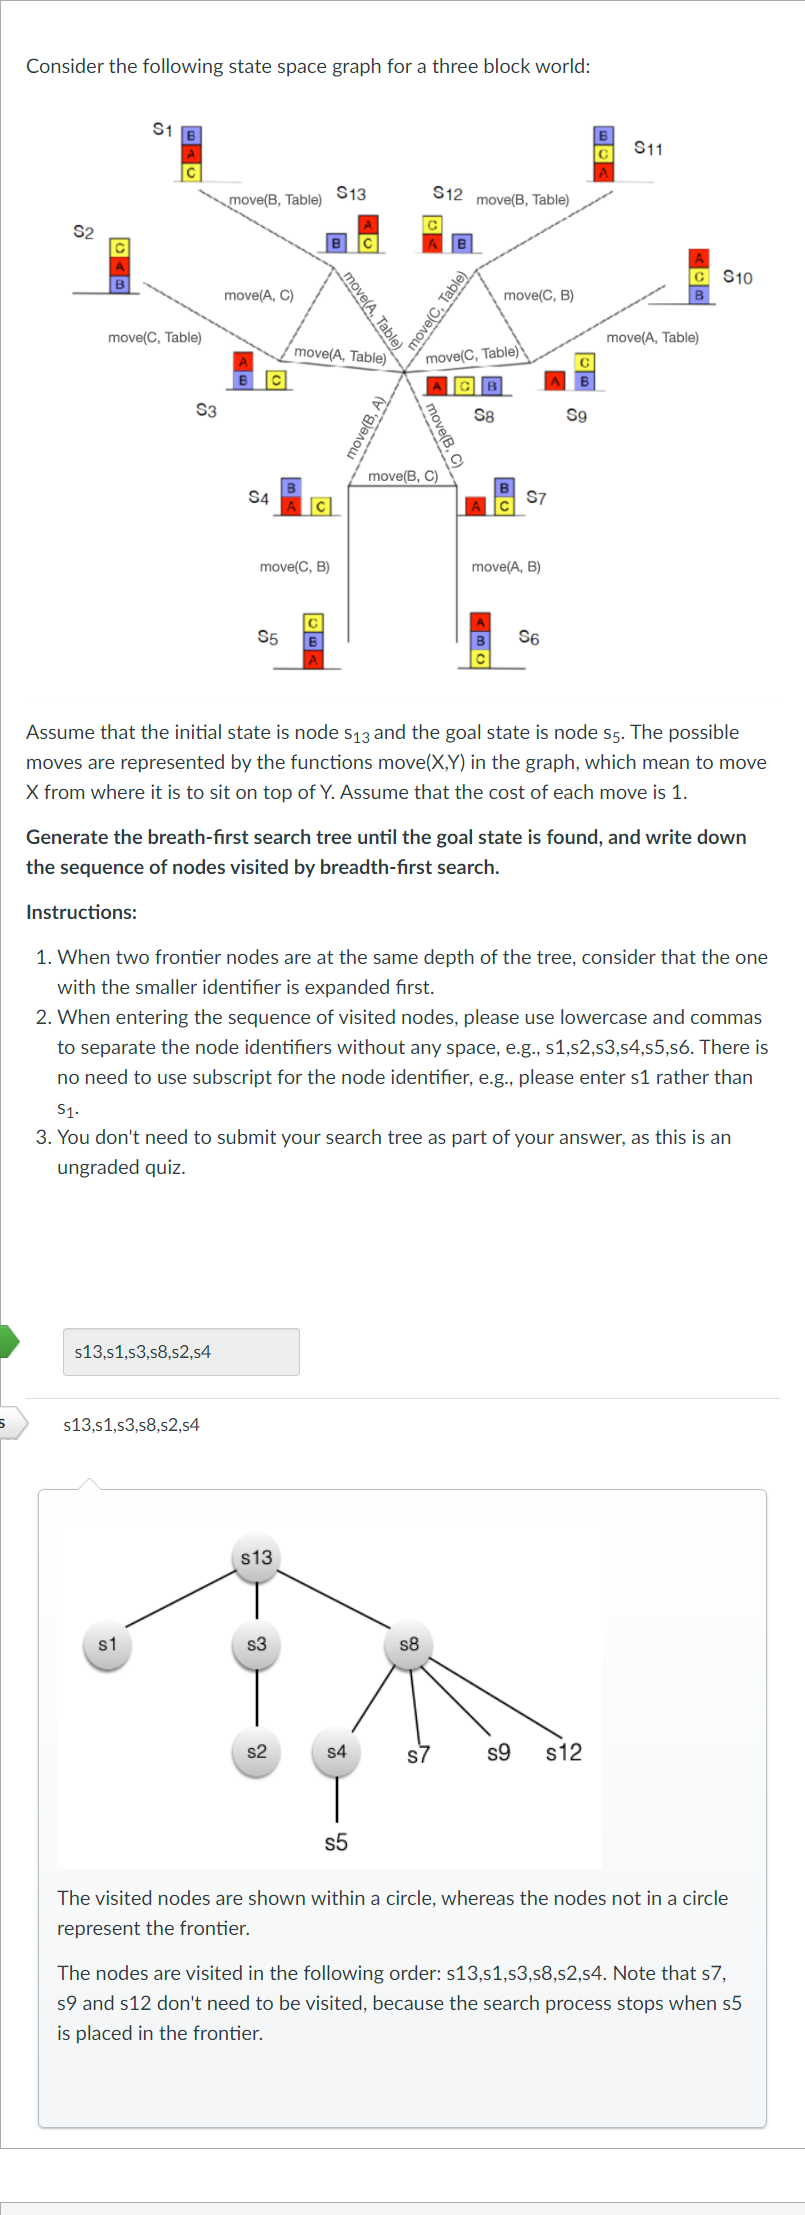 Consider the following state space graph for a three block world:
S1
B
A
C
B
C
A
S11
move(B, Table)
S13
S12
move(B, Table)
A
B
C
C
A
B
S2
C
A
B
A
C
B
S10
move(A, C)
move(A, Table)
move(C, Table)
move(C, B)
move(C, Table)
move(A, Table)
move(A, Table)
move(C, Table)
A
B
C
S3
A
C
B
S8
C
A
B
S9
move(B, A)
move(B, C)
move(B, C)
S4
B
A
C
B
A
C
S7
move(C, B)
move(A, B)
S5
C
B
A
A
B
C
S6
Assume that the initial state is node s13 and the goal state is node s5. The possible
moves are represented by the functions move(X,Y) in the graph, which mean to move
X from where it is to sit on top of Y. Assume that the cost of each move is 1.
Generate the breath-first search tree until the goal state is found, and write down
the sequence of nodes visited by breadth-first search.
Instructions:
1. When two frontier nodes are at the same depth of the tree, consider that the one
with the smaller identifier is expanded first.
2. When entering the sequence of visited nodes, please use lowercase and commas
to separate the node identifiers without any space, e.g., s1,s2,s3,s4,s5,s6. There is
no need to use subscript for the node identifier, e.g., please enter s1 rather than
s1.
3. You don't need to submit your search tree as part of your answer, as this is an
ungraded quiz.
s13,s1,s3,s8,s2,s4
s
s13,s1,s3,s8,s2,s4
s13
s1
s3
s8
s2
s4
s7
s9
s12
s5
The visited nodes are shown within a circle, whereas the nodes not in a circle
represent the frontier.
The nodes are visited in the following order: s13,s1,s3,s8,s2,s4. Note that s7,
s9 and s12 don't need to be visited, because the search process stops when s5
is placed in the frontier.